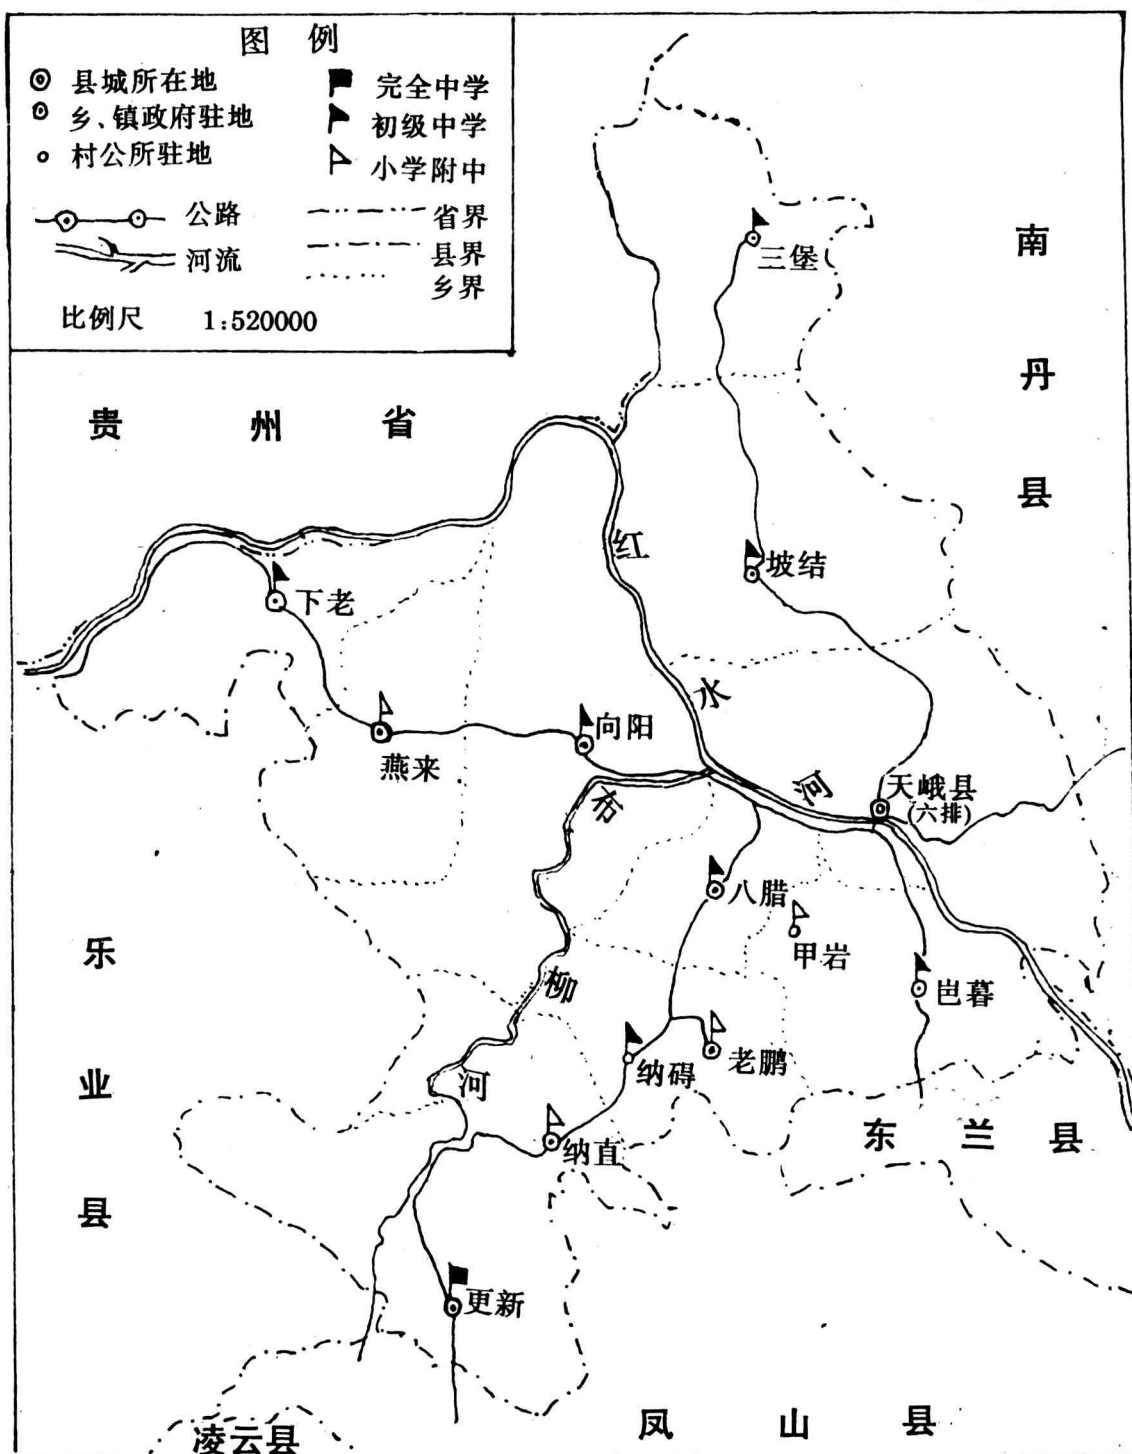 图 例
县城所在地
乡、镇政府驻地
村公所驻地
完全中学
初级中学
小学附中
公路
河流
省界
县界
乡界
比例尺 1:520000
贵州省
南丹县
三堡
坡结
红水河
下老
燕来
向阳
天峨县
(六排)
布柳河
八腊
甲岩
岜暮
老鹏
纳碍
纳直
更新
乐业县
东兰县
凌云县
凤山县